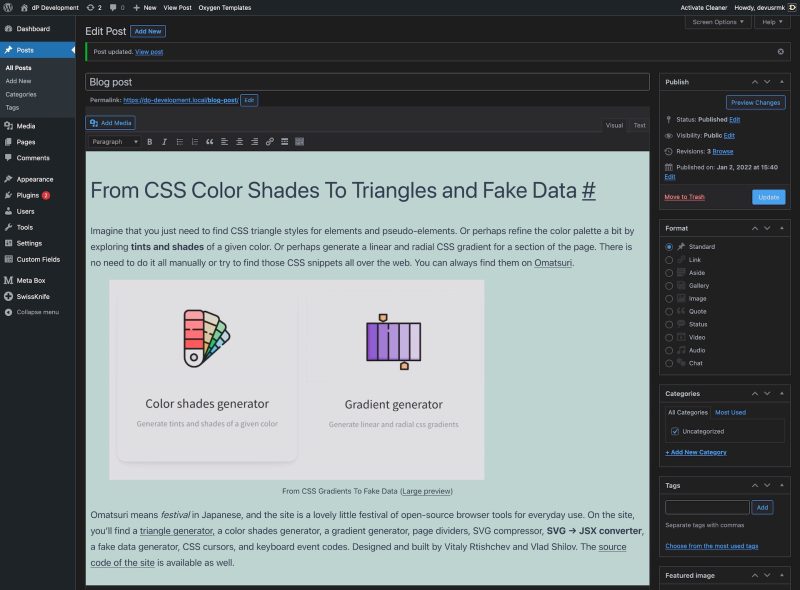 dP Development
2
0
New
View Post
Oxygen Templates
Activate Cleaner
Howdy, devusrmk
Screen Options
Help
Dashboard
Posts
All Posts
Add New
Categories
Tags
Media
Pages
Comments
Appearance
Plugins 2
Users
Tools
Settings
Custom Fields
Meta Box
SwissKnife
Collapse menu
Edit Post
Add New
Post updated. View post
Blog post
Permalink: https://dp-development.local/blog-post/ Edit
Add Media
Visual
Text
Paragraph
From CSS Color Shades To Triangles and Fake Data #
Imagine that you just need to find CSS triangle styles for elements and pseudo-elements. Or perhaps refine the color palette a bit by
exploring tints and shades of a given color. Or perhaps generate a linear and radial CSS gradient for a section of the page. There is
no need to do it all manually or try to find those CSS snippets all over the web. You can always find them on Omatsuri.
Color shades generator
Generate tints and shades of a given color
Gradient generator
Generate linear and radial css gradients
From CSS Gradients To Fake Data (Large preview)
Omatsuri means festival in Japanese, and the site is a lovely little festival of open-source browser tools for everyday use. On the site,
you'll find a triangle generator, a color shades generator, a gradient generator, page dividers, SVG compressor, SVG → JSX converter,
a fake data generator, CSS cursors, and keyboard event codes. Designed and built by Vitaly Rtishchev and Vlad Shilov. The source
code of the site is available as well.
Publish
Preview Changes
Status: Published Edit
Visibility: Public Edit
Revisions: 3 Browse
Published on: Jan 2, 2022 at 15:40
Edit
Move to Trash
Update
Format
Standard
Link
Aside
Gallery
Image
Quote
Status
Video
Audio
Chat
Categories
All Categories
Most Used
Uncategorized
+ Add New Category
Tags
Add
Separate tags with commas
Choose from the most used tags
Featured image